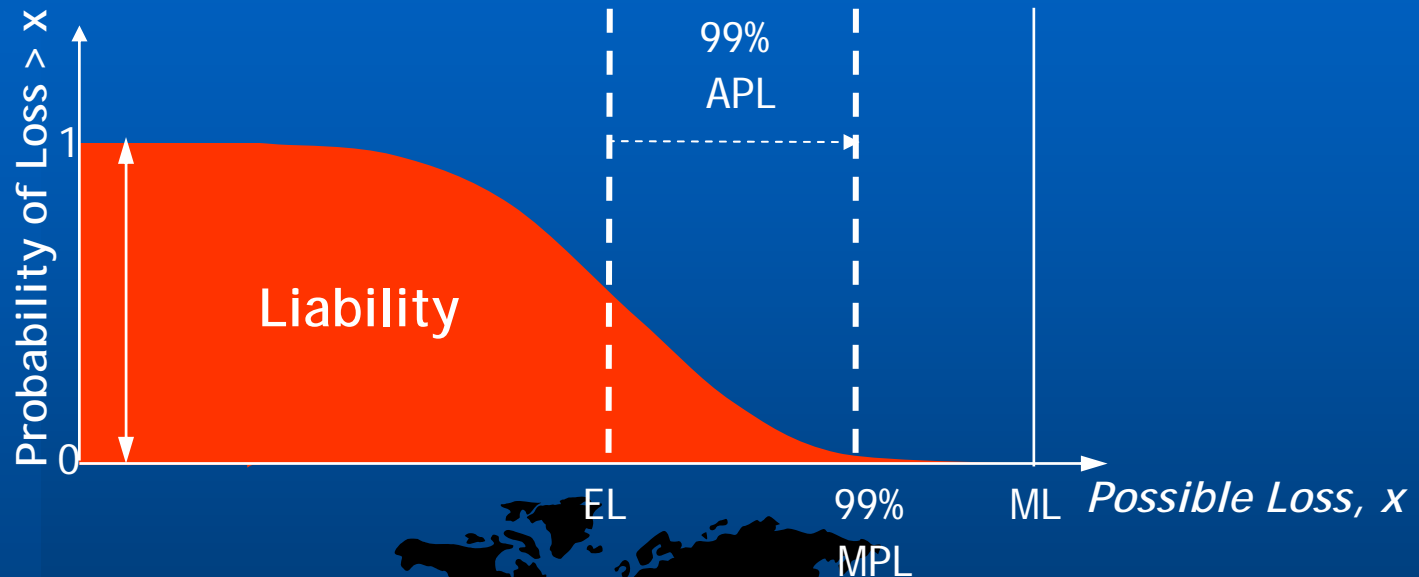 Probability of Loss > x
99%
APL
1
Liability
0
EL
99%
MPL
ML
Possible Loss, x